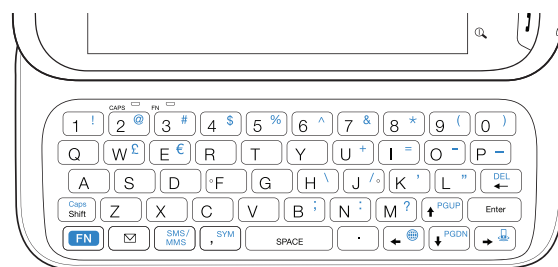 CAPS FN
1 ! 2 @ 3 # 4 $ 5 % 6 ^ 7 & 8 * 9 ( 0 )
Q W £ E € R T Y U + I = O - P –
A S D °F G H \ J /。 K ' L " DEL
Caps Shift Z X C V B ; N : M ? PGUP Enter
FN SMS/MMS , SYM SPACE . PGDN